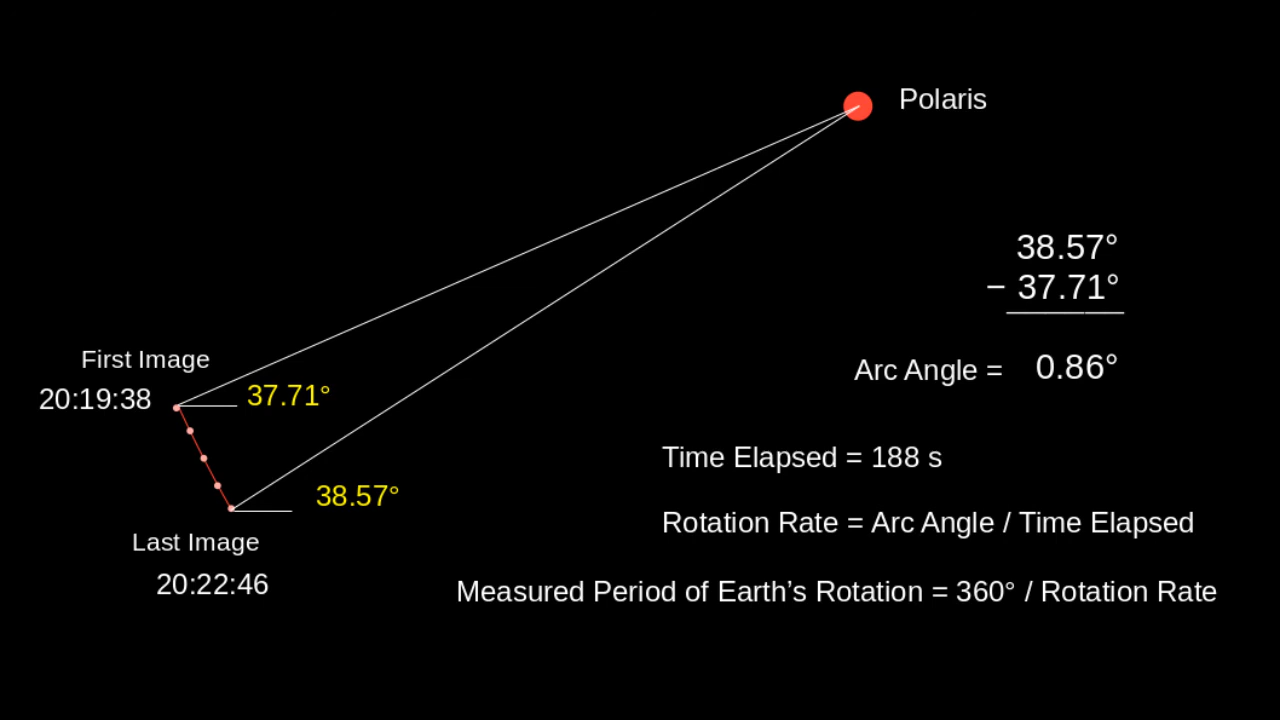 Polaris
38.57°
− 37.71°
Arc Angle = 0.86°
First Image
20:19:38
37.71°
38.57°
Last Image
20:22:46
Time Elapsed = 188 s
Rotation Rate = Arc Angle / Time Elapsed
Measured Period of Earth’s Rotation = 360° / Rotation Rate